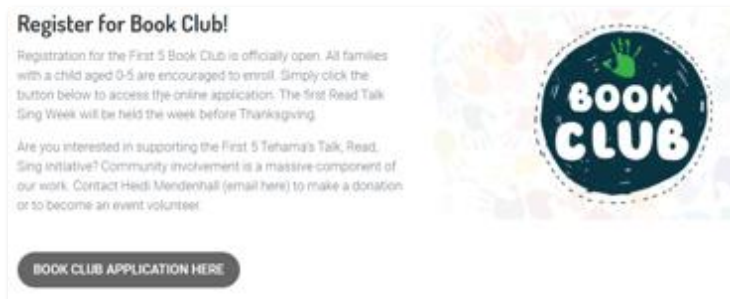 Register for Book Club!
Registration for the First 5 Book Club is officially open. All families
with a child aged 0-5 are encouraged to enroll. Simply click the
button below to access thje online application. The first Read Talk
Sing Week will be held the week before Thanksgiving.
Are you interested in supporting the First 5 Tehama's Talk, Read,
Sing initiative? Community involvement is a massive component of
our work. Contact Heidi Mendenhall (email here) to make a donation
or to become an event volunteer.
BOOK CLUB APPLICATION HERE
BOOK
CLUB